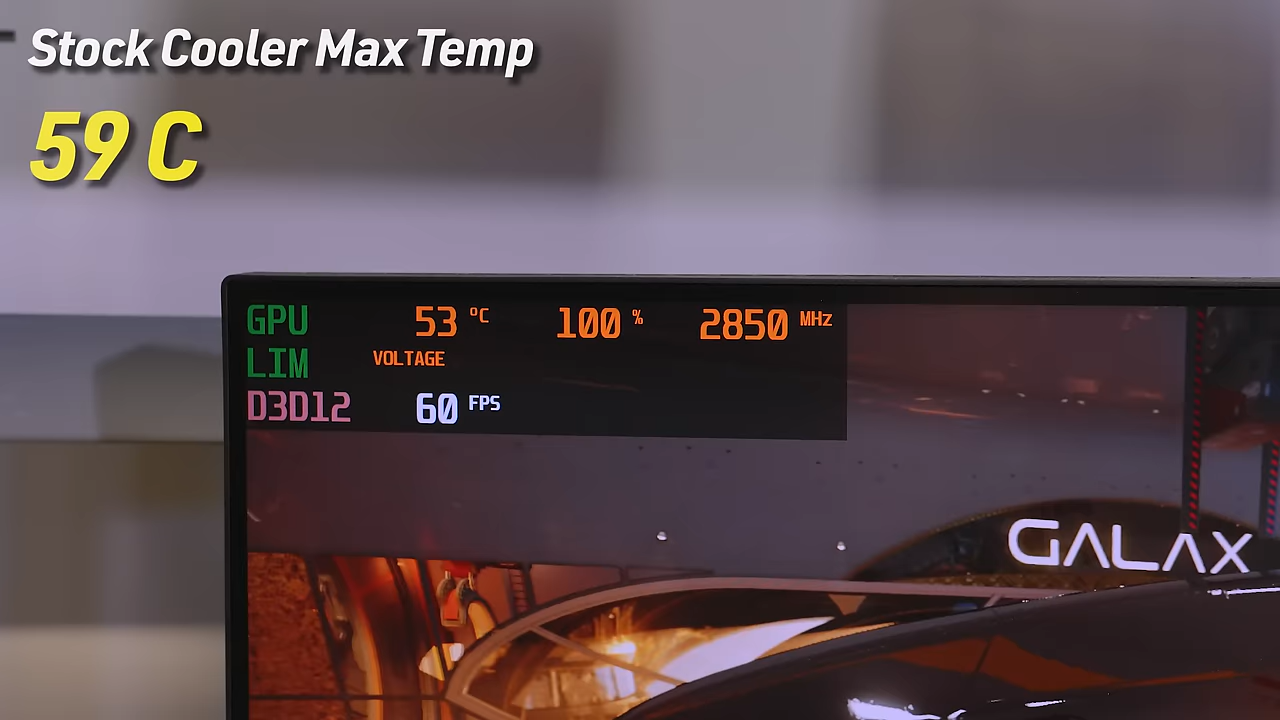 Stock Cooler Max Temp
59 C
GPU 53 °C 100 % 2850 MHz
LIM VOLTAGE
D3D12 60 FPS
GALAX